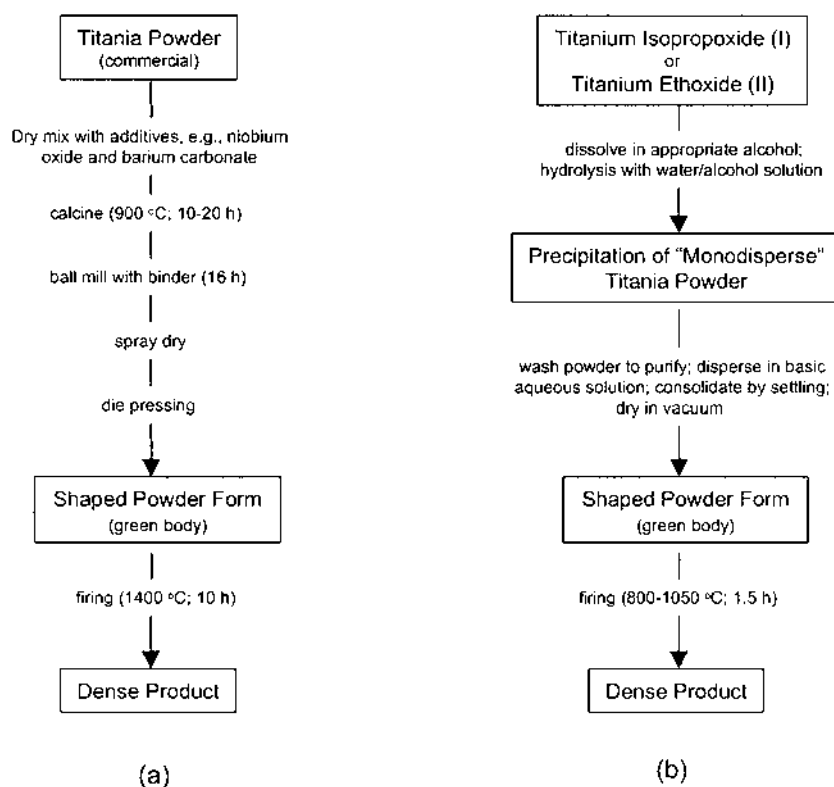 Titania Powder
(commercial)
Dry mix with additives, e.g., niobium
oxide and barium carbonate
calcine (900 °C; 10-20 h)
ball mill with binder (16 h)
spray dry
die pressing
Shaped Powder Form
(green body)
firing (1400 °C; 10 h)
Dense Product
(a)
Titanium Isopropoxide (I)
or
Titanium Ethoxide (II)
dissolve in appropriate alcohol;
hydrolysis with water/alcohol solution
Precipitation of "Monodisperse"
Titania Powder
wash powder to purify; disperse in basic
aqueous solution; consolidate by settling;
dry in vacuum
Shaped Powder Form
(green body)
firing (800-1050 °C; 1.5 h)
Dense Product
(b)